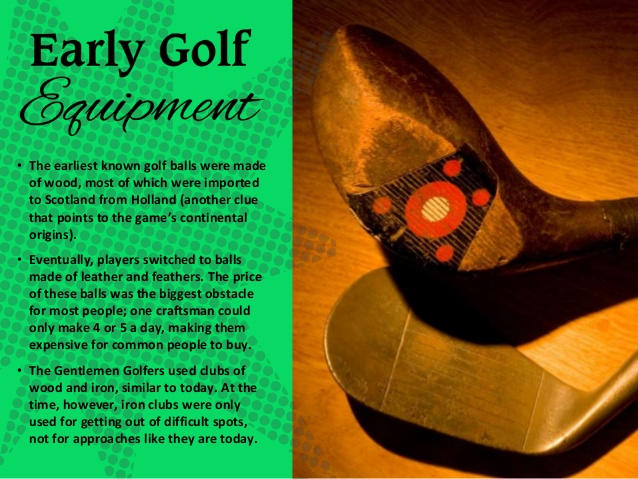 Early Golf
Equipment
• The earliest known golf balls were made
of wood, most of which were imported
to Scotland from Holland (another clue
that points to the game’s continental
origins).
• Eventually, players switched to balls
made of leather and feathers. The price
of these balls was the biggest obstacle
for most people; one craftsman could
only make 4 or 5 a day, making them
expensive for common people to buy.
• The Gentlemen Golfers used clubs of
wood and iron, similar to today. At the
time, however, iron clubs were only
used for getting out of difficult spots,
not for approaches like they are today.